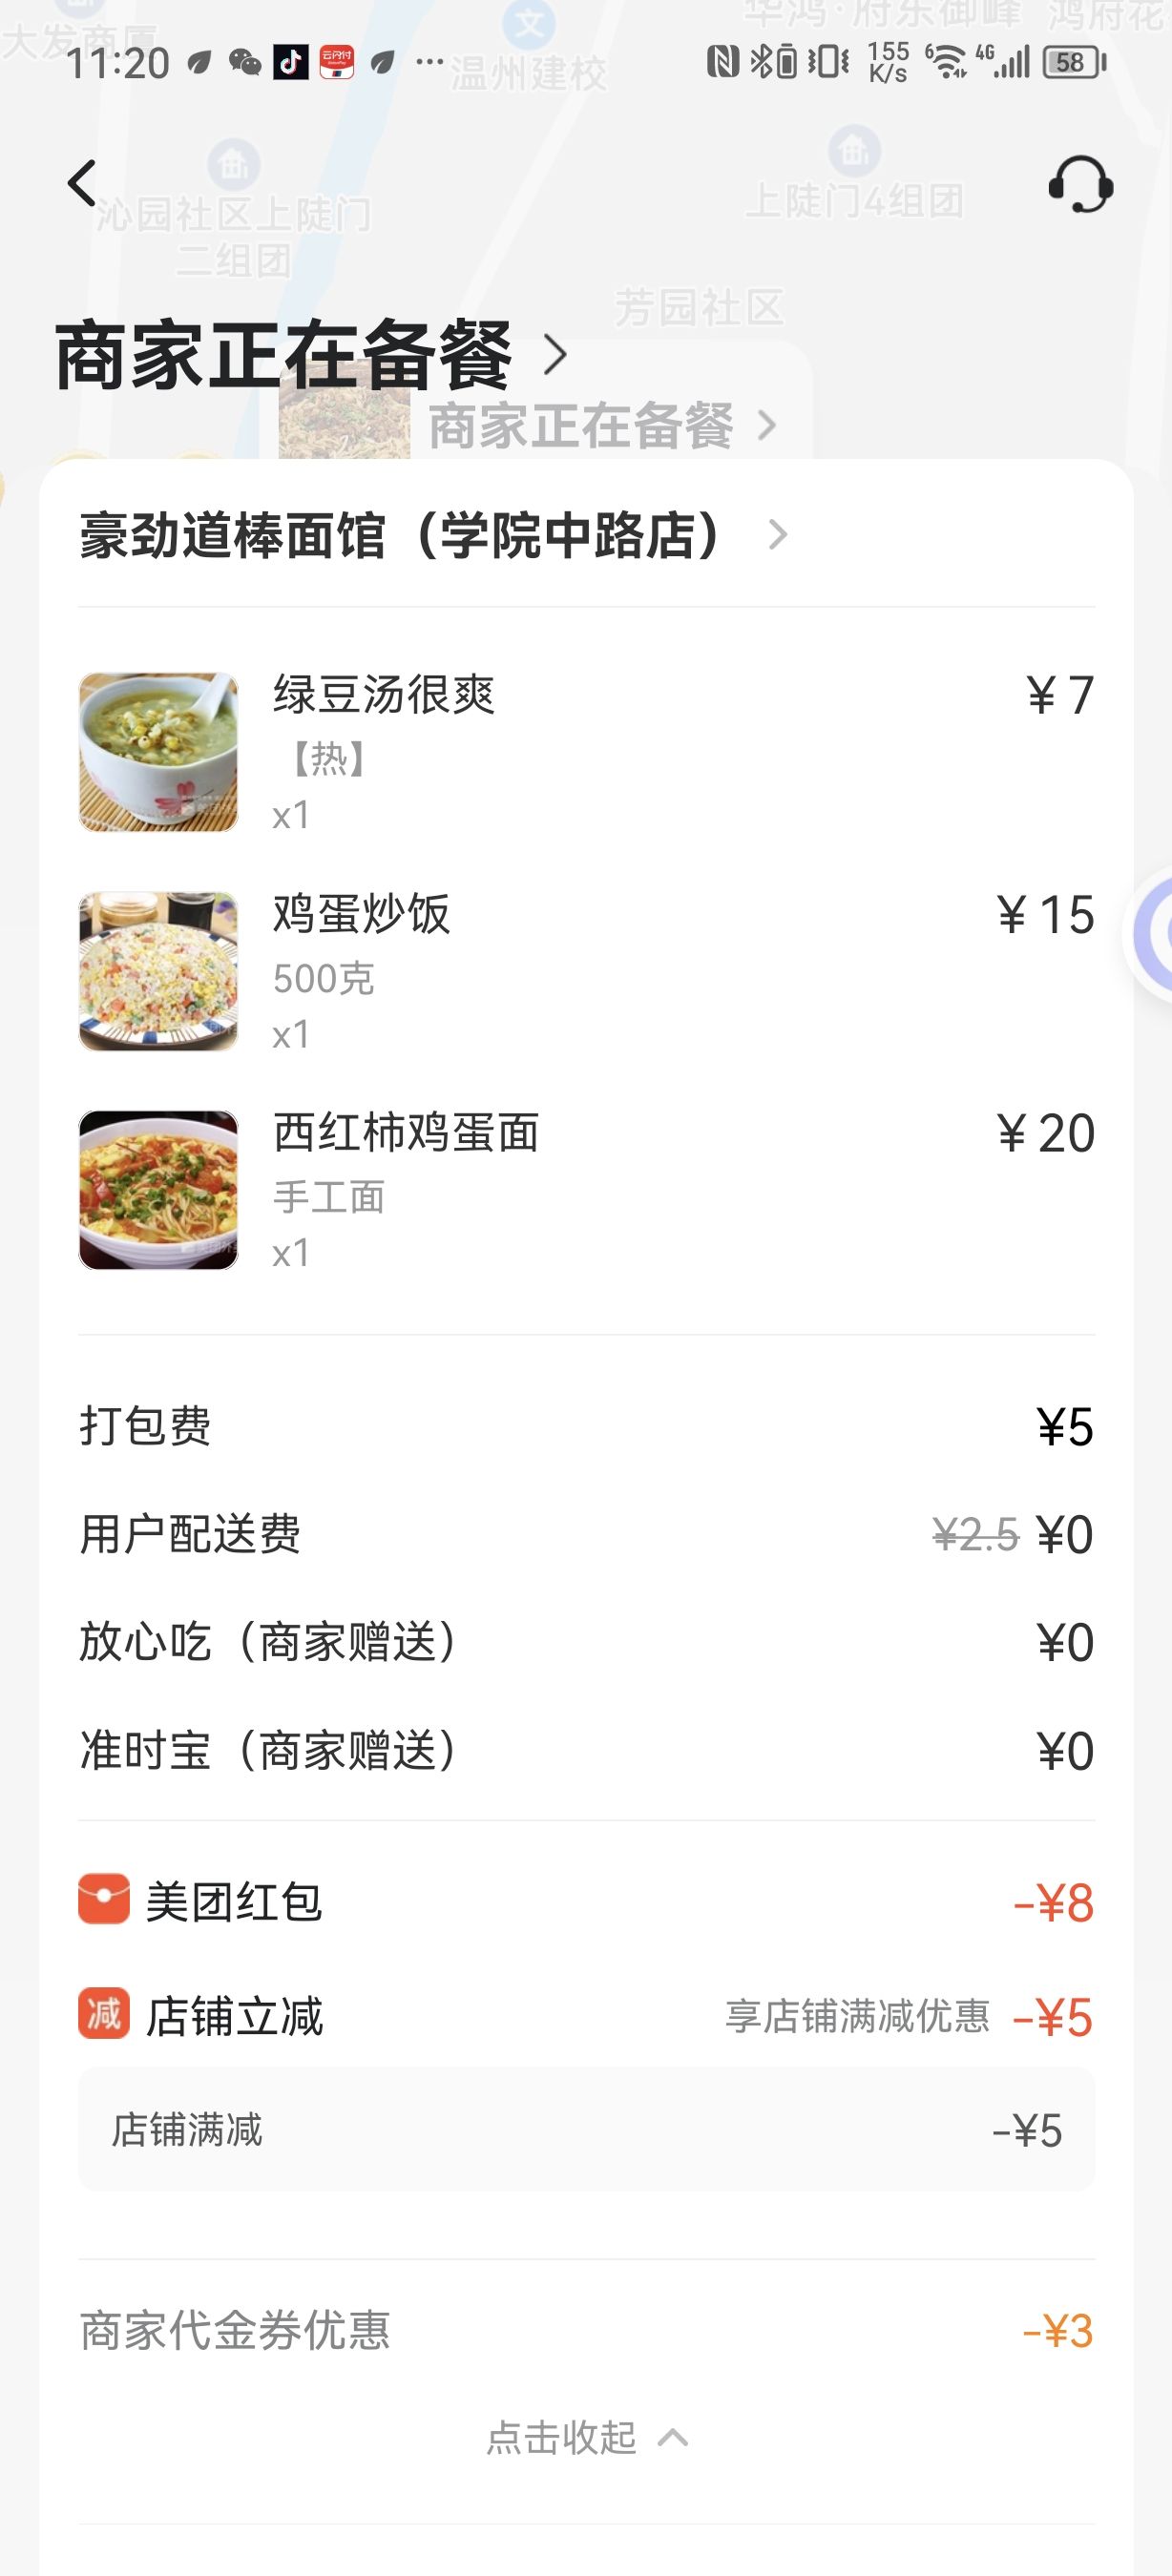 大发商厦
华鸿·府东御峰 鸿府花
文
11:20
温州建校
155
K/s
6
4G
58
沁园社区上陡门
二组团
上陡门4组团
芳园社区
商家正在备餐
商家正在备餐
豪劲道棒面馆（学院中路店）
绿豆汤很爽
¥7
【热】
x1
鸡蛋炒饭
¥15
500克
x1
西红柿鸡蛋面
¥20
手工面
x1
打包费
¥5
用户配送费
¥2.5 ¥0
放心吃（商家赠送）
¥0
准时宝（商家赠送）
¥0
美团红包
-¥8
减 店铺立减
享店铺满减优惠 -¥5
店铺满减
-¥5
商家代金券优惠
-¥3
点击收起